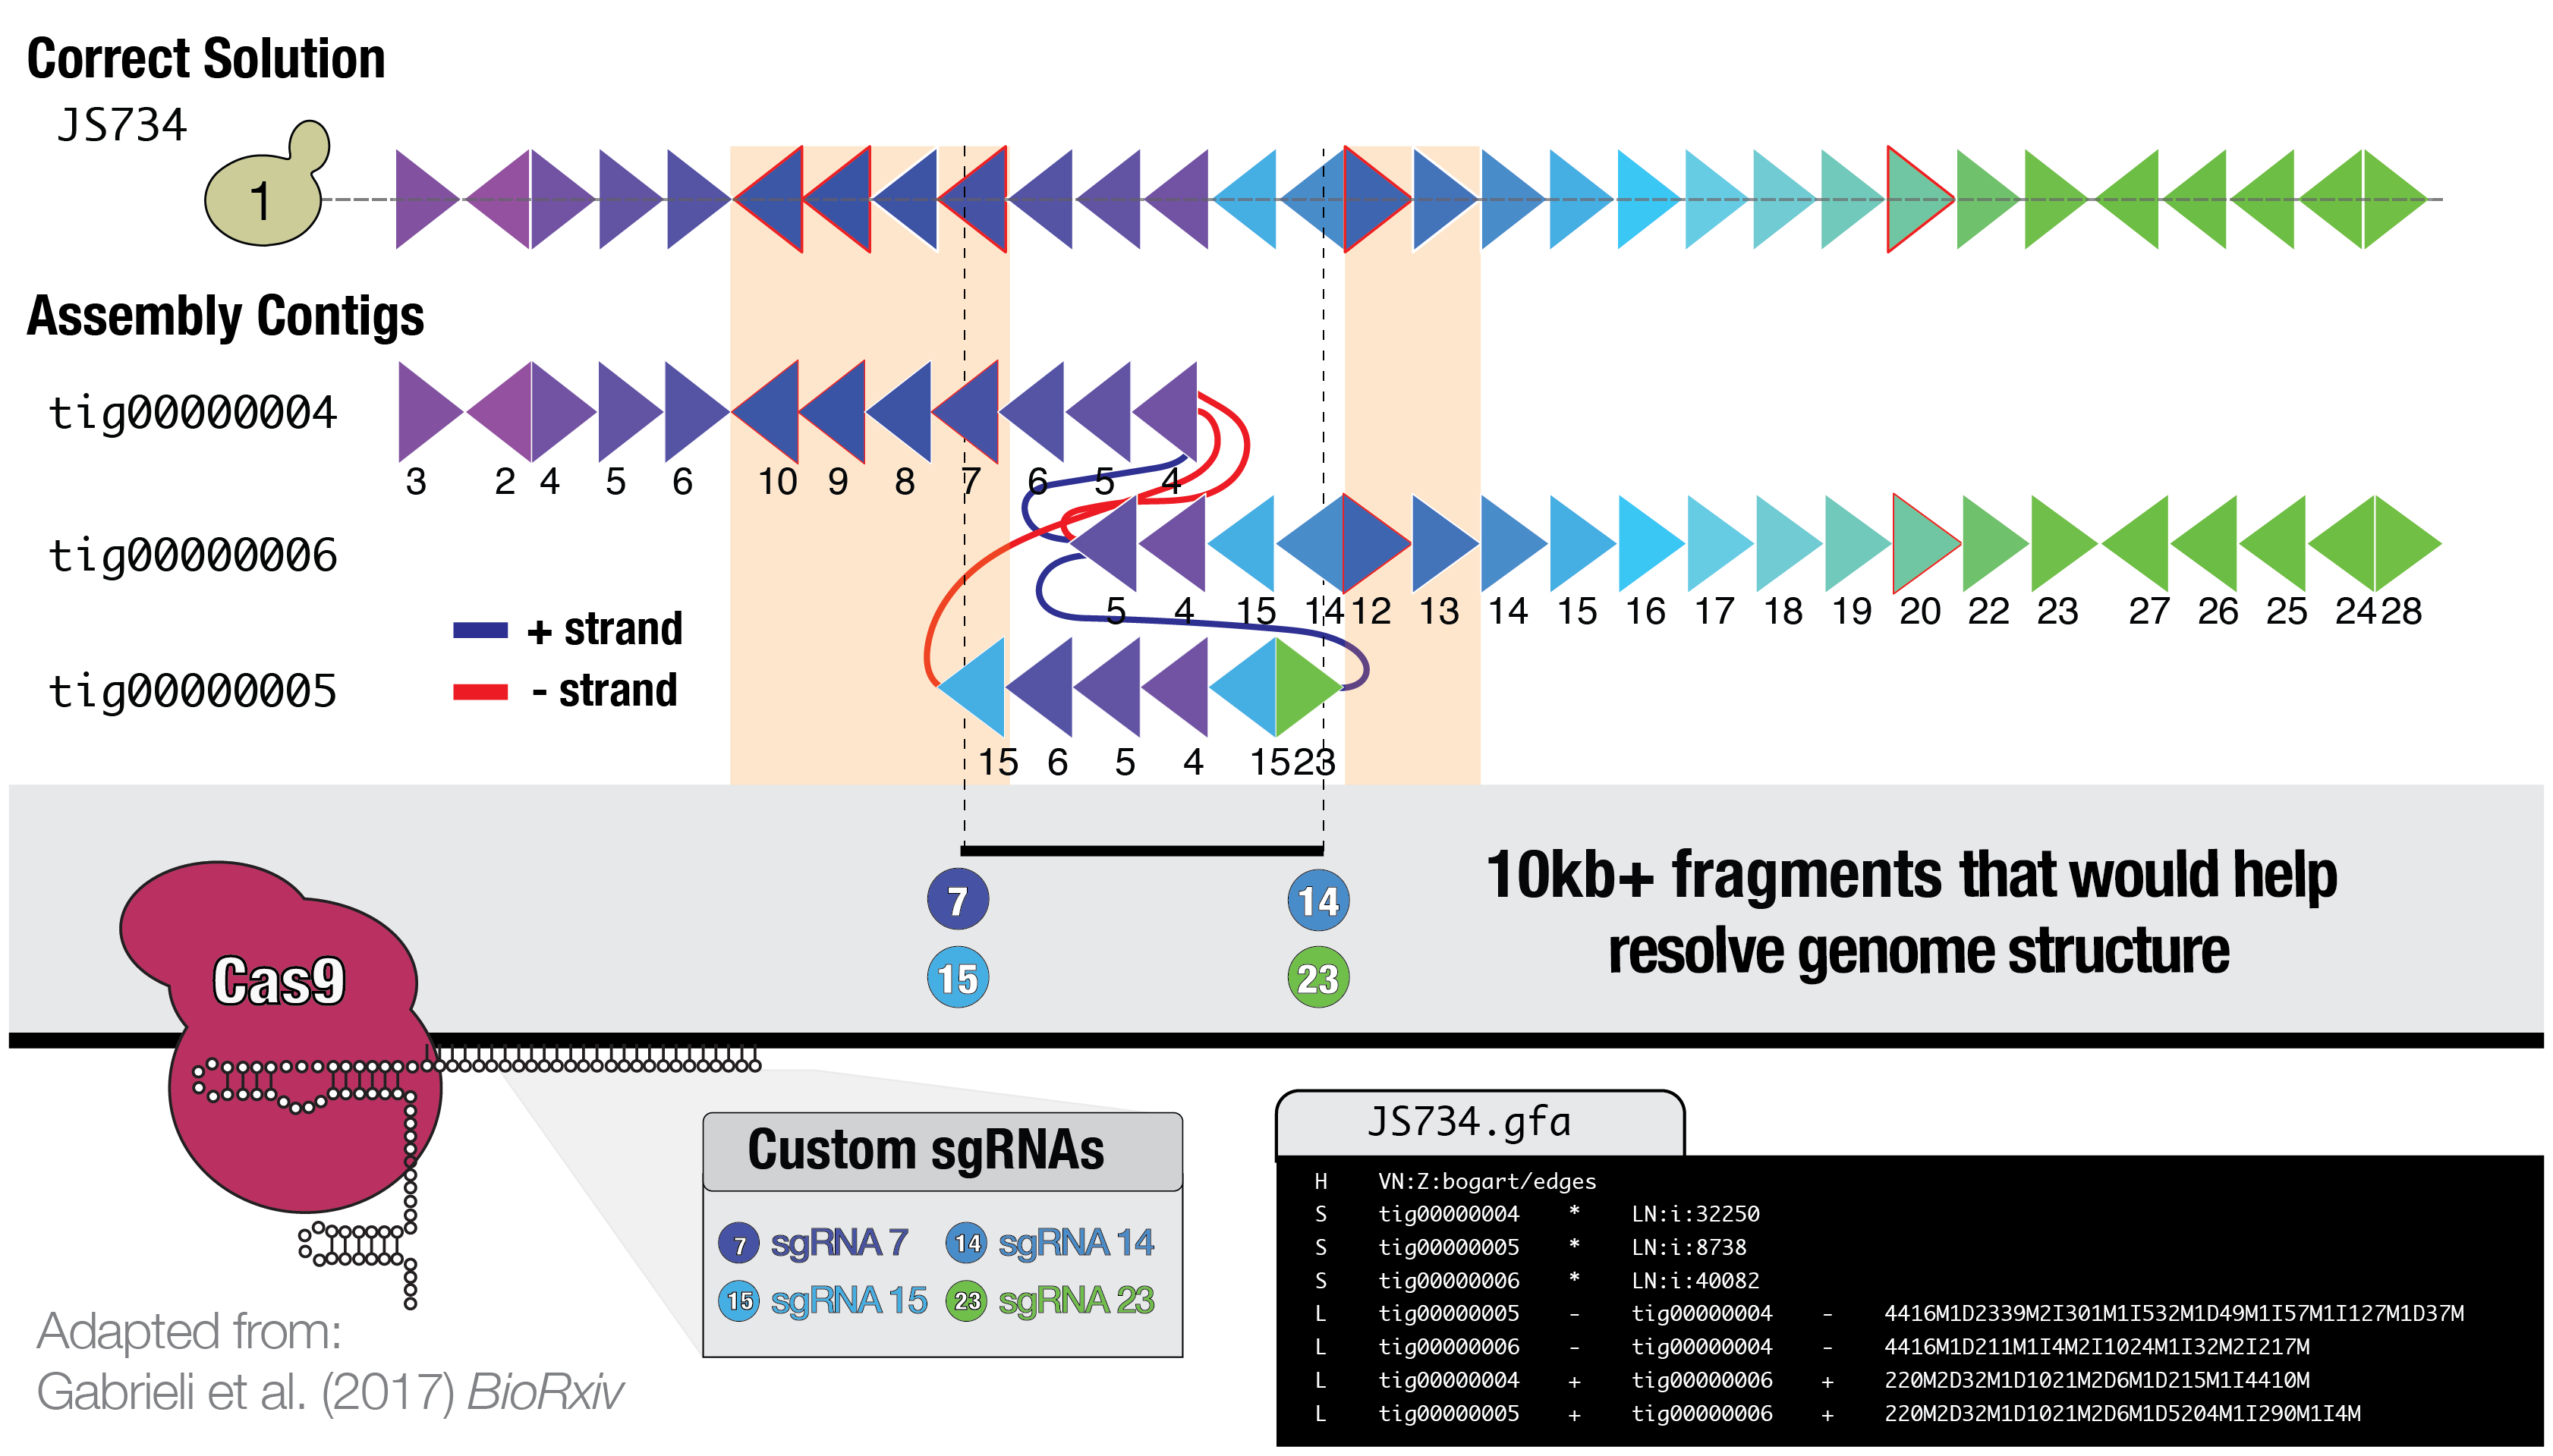 Correct Solution
JS734
1
Assembly Contigs
tig00000004
3 2 4 5 6 10 9 8 7 6 5 4
tig00000006
5 4 15 14 12 13 14 15 16 17 18 19 20 22 23 27 26 25 24 28
+ strand
- strand
tig00000005
15 6 5 4 15 23
7 14
15 23
10kb+ fragments that would help
resolve genome structure
Cas9
Custom sgRNAs
7 sgRNA 7 14 sgRNA 14
15 sgRNA 15 23 sgRNA 23
Adapted from:
Gabrieli et al. (2017) BioRxiv
JS734.gfa
H VN:Z:bogart/edges
S tig00000004 * LN:i:32250
S tig00000005 * LN:i:8738
S tig00000006 * LN:i:40082
L tig00000005 - tig00000004 - 4416M1D2339M2I301M1I532M1D49M1I57M1I127M1D37M
L tig00000006 - tig00000004 - 4416M1D211M1I4M2I1024M1I32M2I217M
L tig00000004 + tig00000006 + 220M2D32M1D1021M2D6M1D215M1I4410M
L tig00000005 + tig00000006 + 220M2D32M1D1021M2D6M1D5204M1I290M1I4M